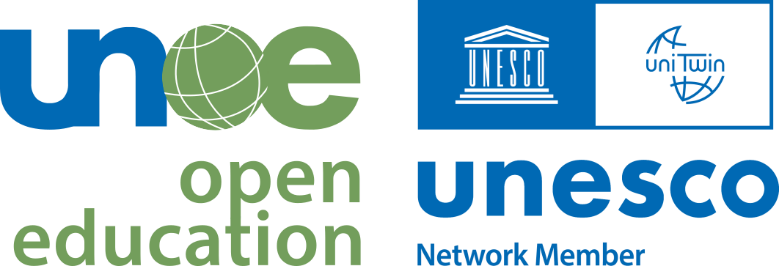 unoe
open
education
UNESCO
uniTwin
unesco
Network Member